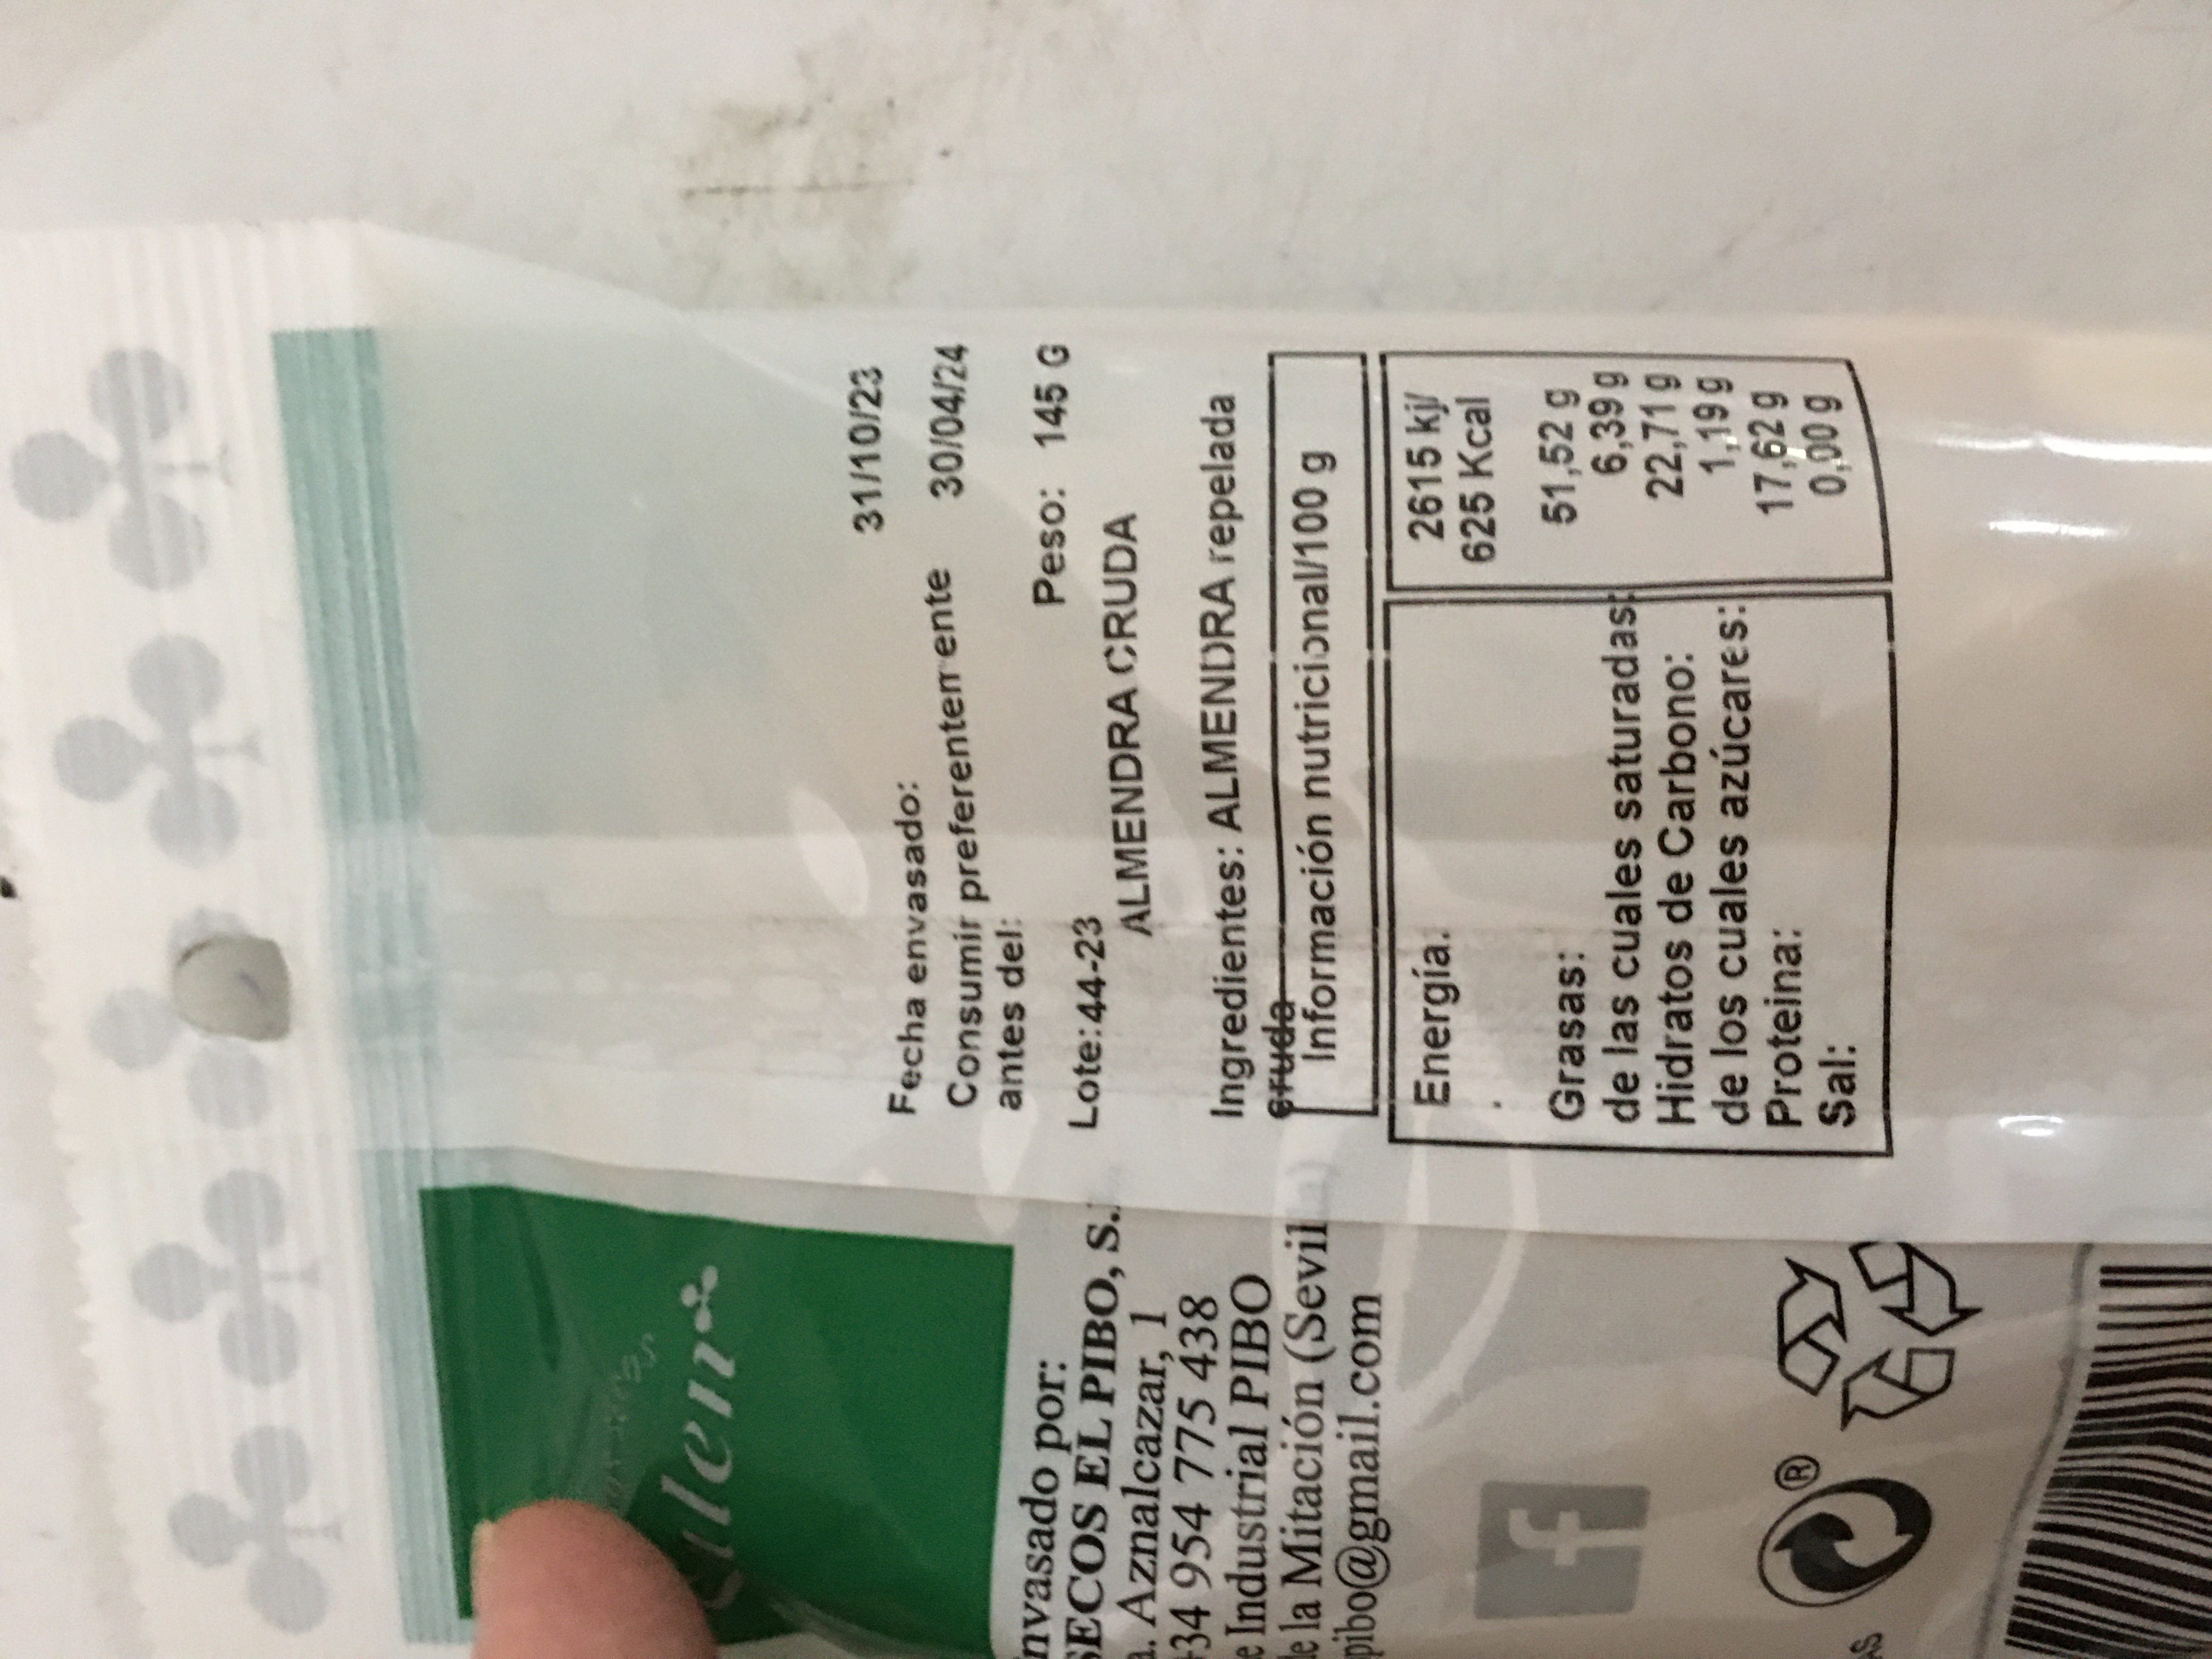 nvasado por:
SECOS EL PIBO, S.
a. Aznalcazar, 1
34 954 775 438
e Industrial PIBO
de la Mitación (Sevil
pibo@gmail.com
f
®
AS
Fecha envasado: 31/10/23
Consumir preferentemente 30/04/24
antes del:
Peso: 145 G
Lote:44-23
ALMENDRA CRUDA
Ingredientes: ALMENDRA repelada
cruda
Información nutricional/100 g
Energía. 2615 kj/
. 625 Kcal
Grasas: 51,52 g
de las cuales saturadas: 6,39 g
Hidratos de Carbono: 22,71 g
de los cuales azúcares: 1,19 g
Proteina: 17,62 g
Sal: 0,00 g